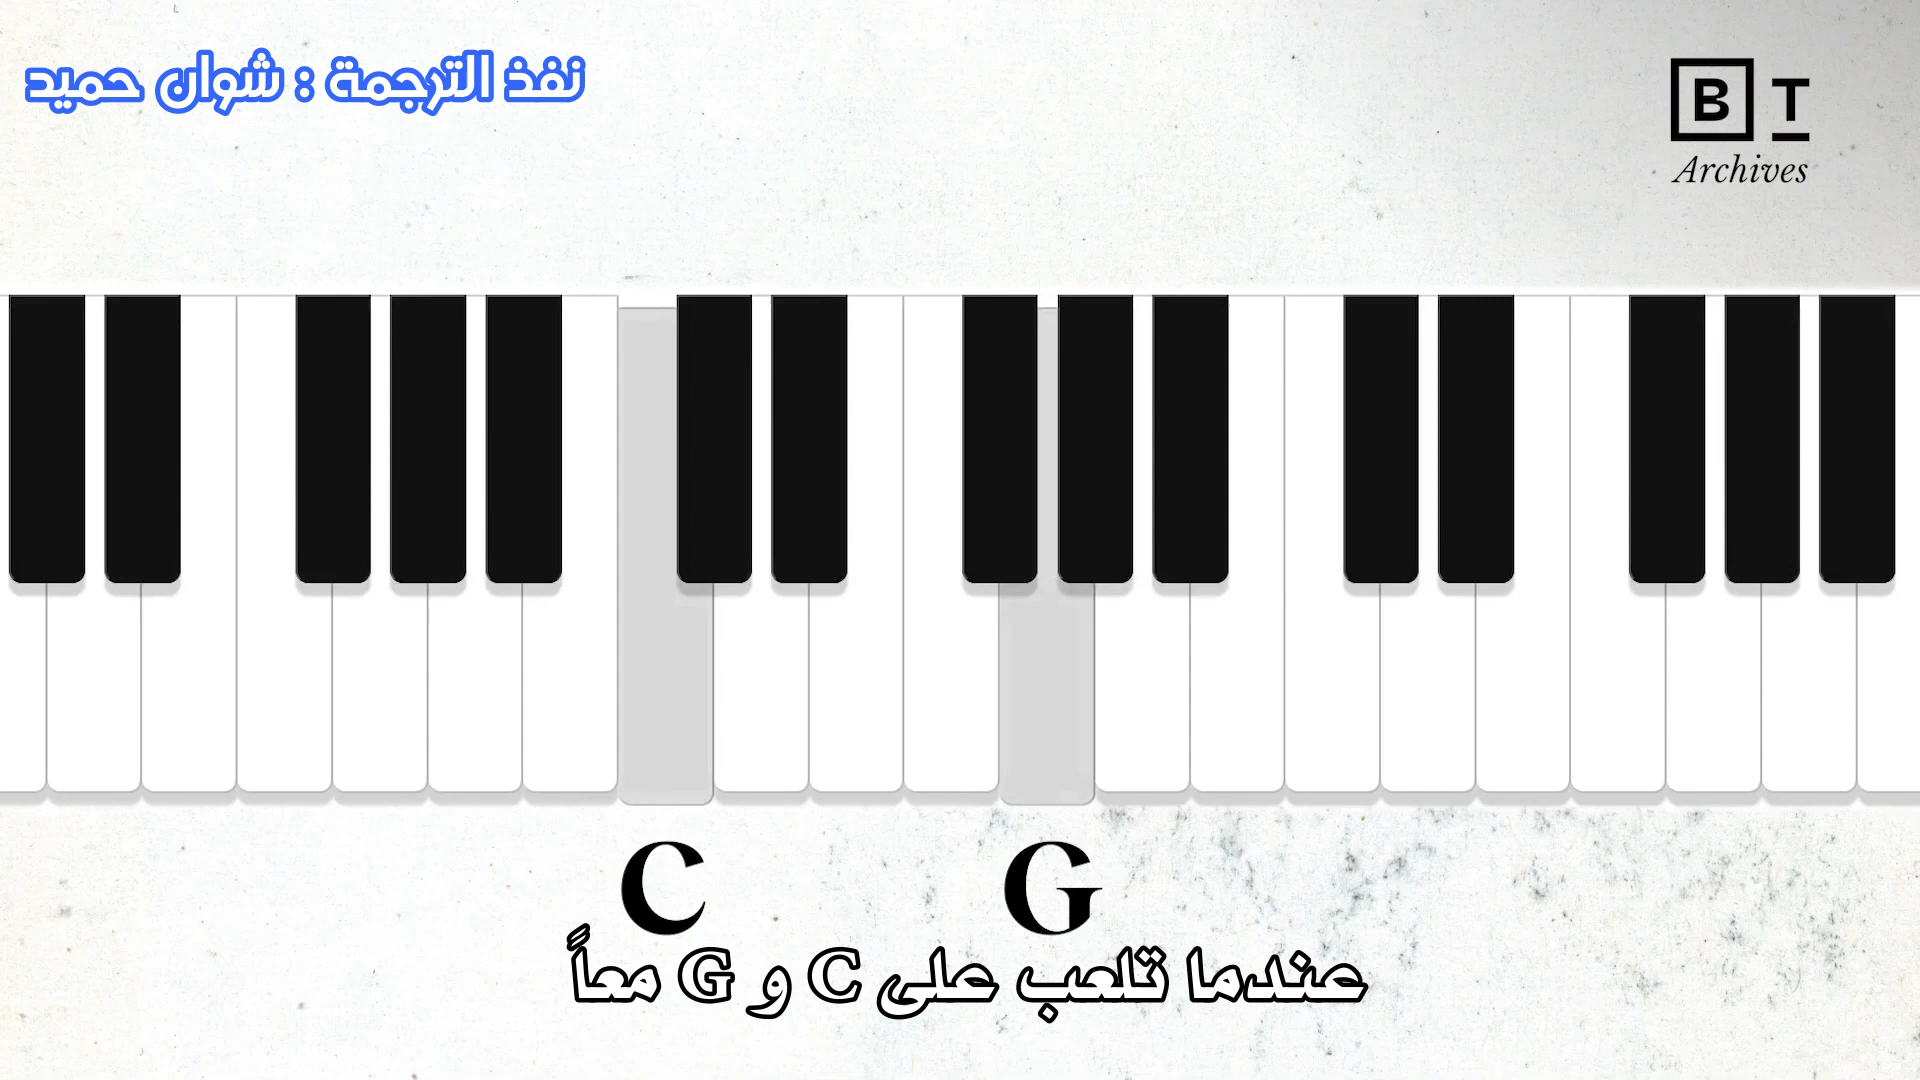 نفذ الترجمة : شوان حميد
B T
Archives
C G
عندما تلعب على C و G معاً